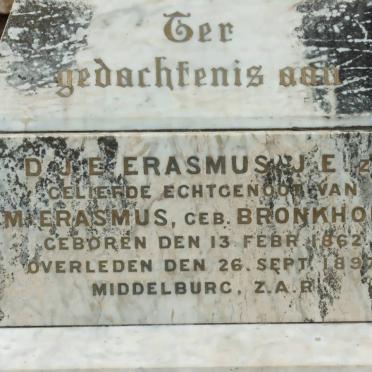 Ter
gedachtenis aan
D. J. E. ERASMUS, J. E. Z
GELIEFDE ECHTGENOOT VAN
M. ERASMUS, GEB. BRONKHO
GEBOREN DEN 13 FEBR. 1862
OVERLEDEN DEN 26. SEPT. 189
MIDDELBURG, Z.A.R